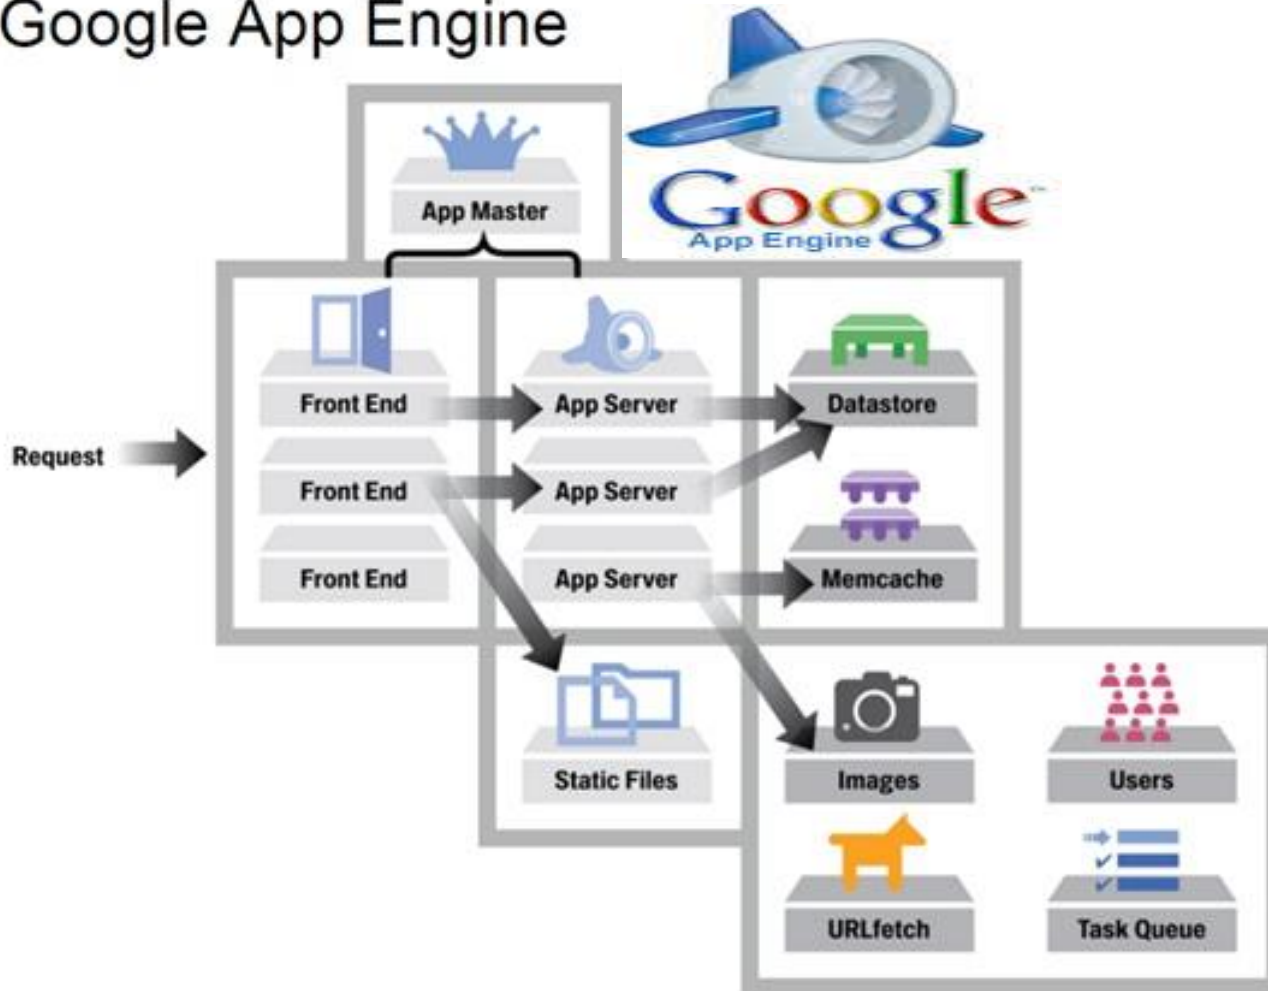 Google App Engine
Google™
App Engine
App Master
Front End
App Server
Datastore
Request
Front End
App Server
Front End
App Server
Memcache
Static Files
Images
Users
URLfetch
Task Queue